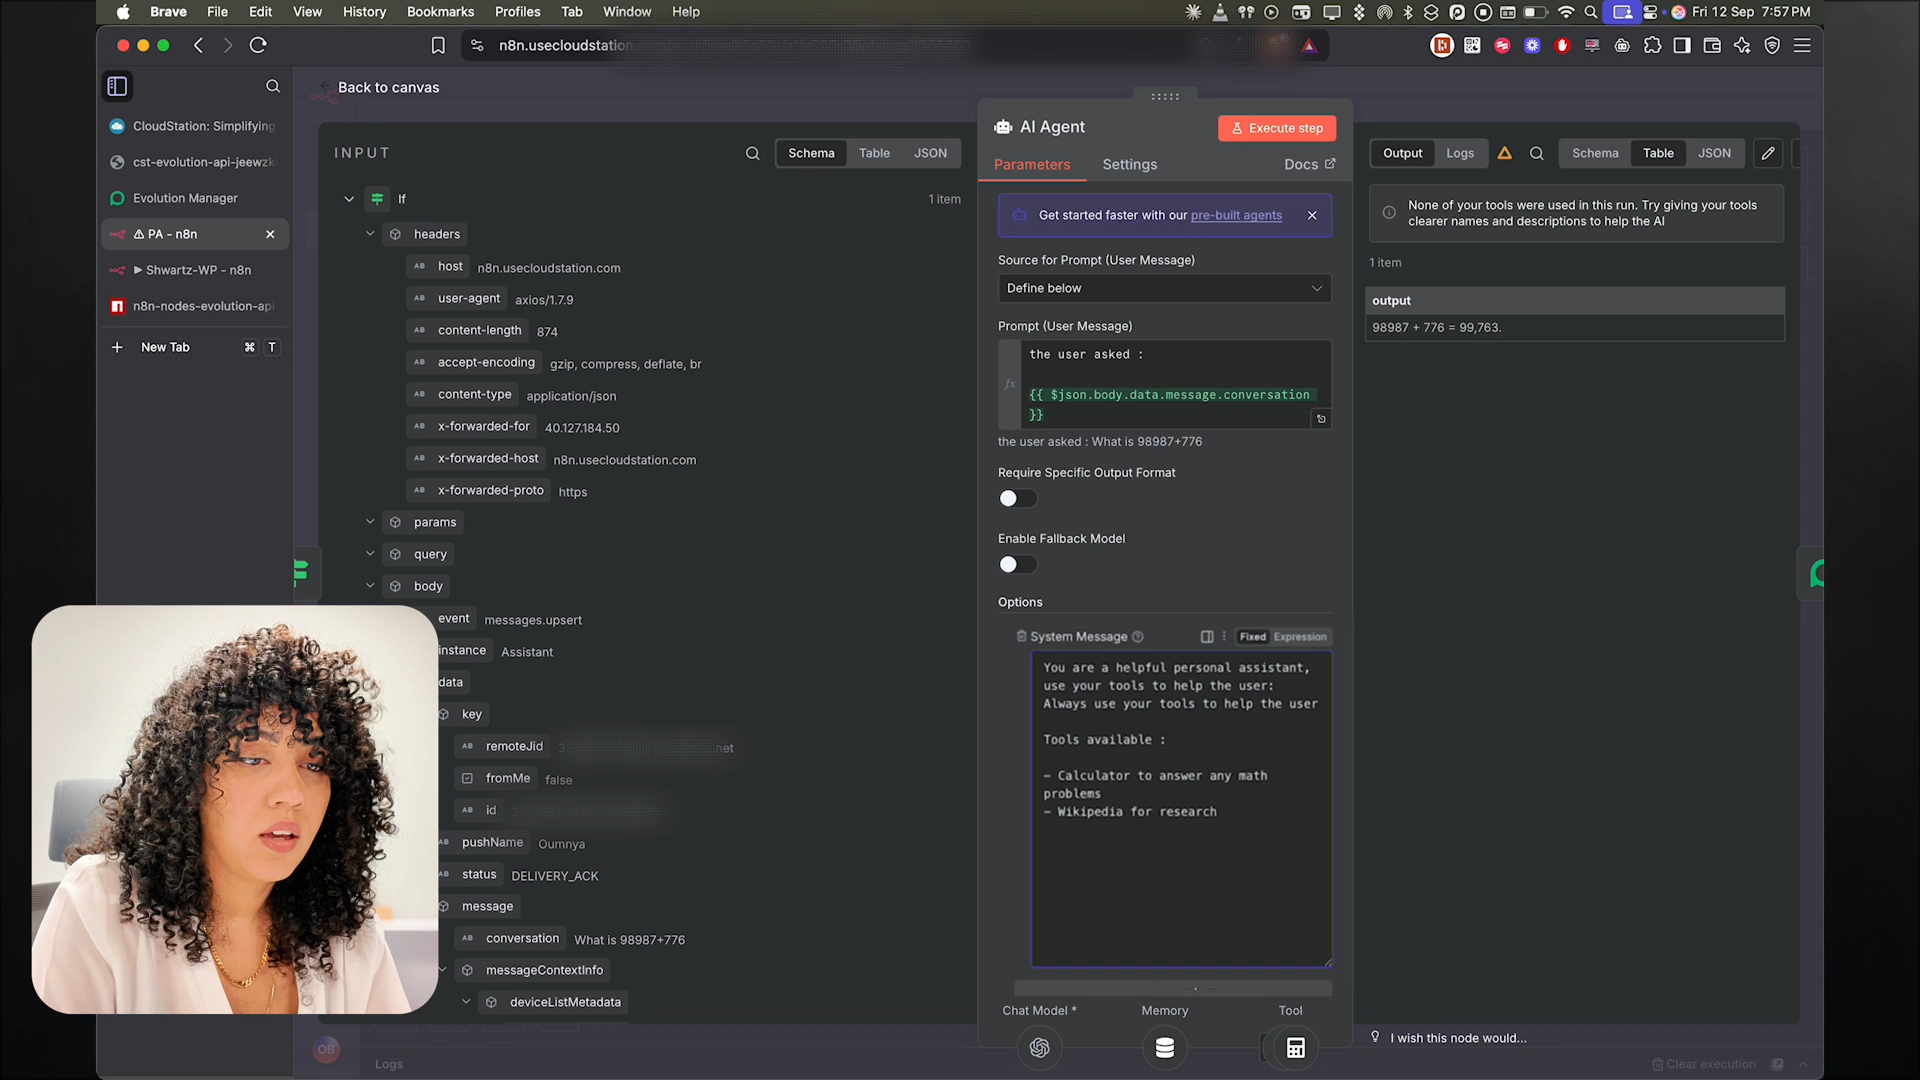 Brave File Edit View History Bookmarks Profiles Tab Window Help
Fri 12 Sep 7:57 PM
n8n.usecloudstation
Back to canvas
CloudStation: Simplifying
cst-evolution-api-jeewzk
Evolution Manager
PA - n8n
Shwartz-WP - n8n
n8n-nodes-evolution-api
New Tab ⌘ T
INPUT
Schema Table JSON
If 1 item
headers
host n8n.usecloudstation.com
user-agent axios/1.7.9
content-length 874
accept-encoding gzip, compress, deflate, br
content-type application/json
x-forwarded-for 40.127.184.50
x-forwarded-host n8n.usecloudstation.com
x-forwarded-proto https
params
query
body
event messages.upsert
instance Assistant
data
key
remoteJid 3 net
fromMe false
id
pushName Oumnya
status DELIVERY_ACK
message
conversation What is 98987+776
messageContextInfo
deviceListMetadata
OB
Logs
AI Agent
Execute step
Parameters Settings Docs
Get started faster with our pre-built agents
Source for Prompt (User Message)
Define below
Prompt (User Message)
fx
the user asked :
{{ $json.body.data.message.conversation
}}
the user asked : What is 98987+776
Require Specific Output Format
Enable Fallback Model
Options
System Message Fixed Expression
You are a helpful personal assistant,
use your tools to help the user:
Always use your tools to help the user
Tools available :
- Calculator to answer any math
problems
- Wikipedia for research
Chat Model * Memory Tool
Output Logs Schema Table JSON
None of your tools were used in this run. Try giving your tools
clearer names and descriptions to help the AI
1 item
output
98987 + 776 = 99,763.
I wish this node would...
Clear execution